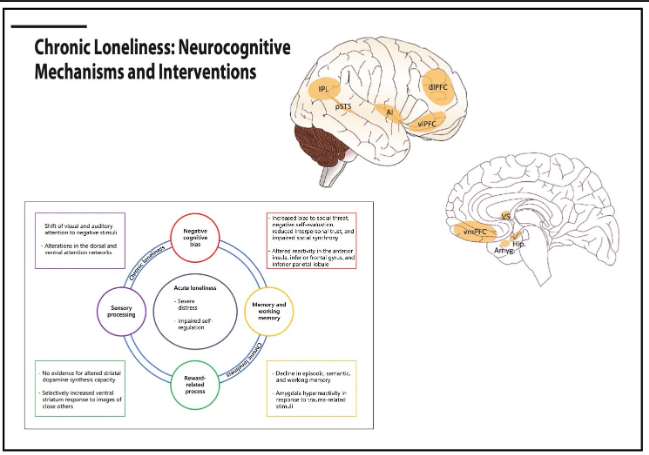 Chronic Loneliness: Neurocognitive
Mechanisms and Interventions
IPL
pSTS
AI
dlPFC
vlPFC
VS
vmPFC
Hip.
Amyg.
Shift of visual and auditory
attention to negative stimuli
- Alterations in the dorsal and
ventral attention networks
Negative
cognitive
bias
- Increased bias to social threat,
negative self-evaluation,
reduced interpersonal trust, and
impaired social synchrony
- Altered reactivity in the anterior
insula, inferior frontal gyrus, and
inferior parietal lobule
Chronic loneliness
Sensory
processing
Acute loneliness
- Severe
distress
- Impaired self-
regulation
Memory and
working
memory
Chronic loneliness
- No evidence for altered striatal
dopamine synthesis capacity
- Selectively increased ventral
striatum response to images of
close others
Reward-
related
process
- Decline in episodic, semantic,
and working memory
- Amygdala hyperreactivity in
response to trauma-related
stimuli